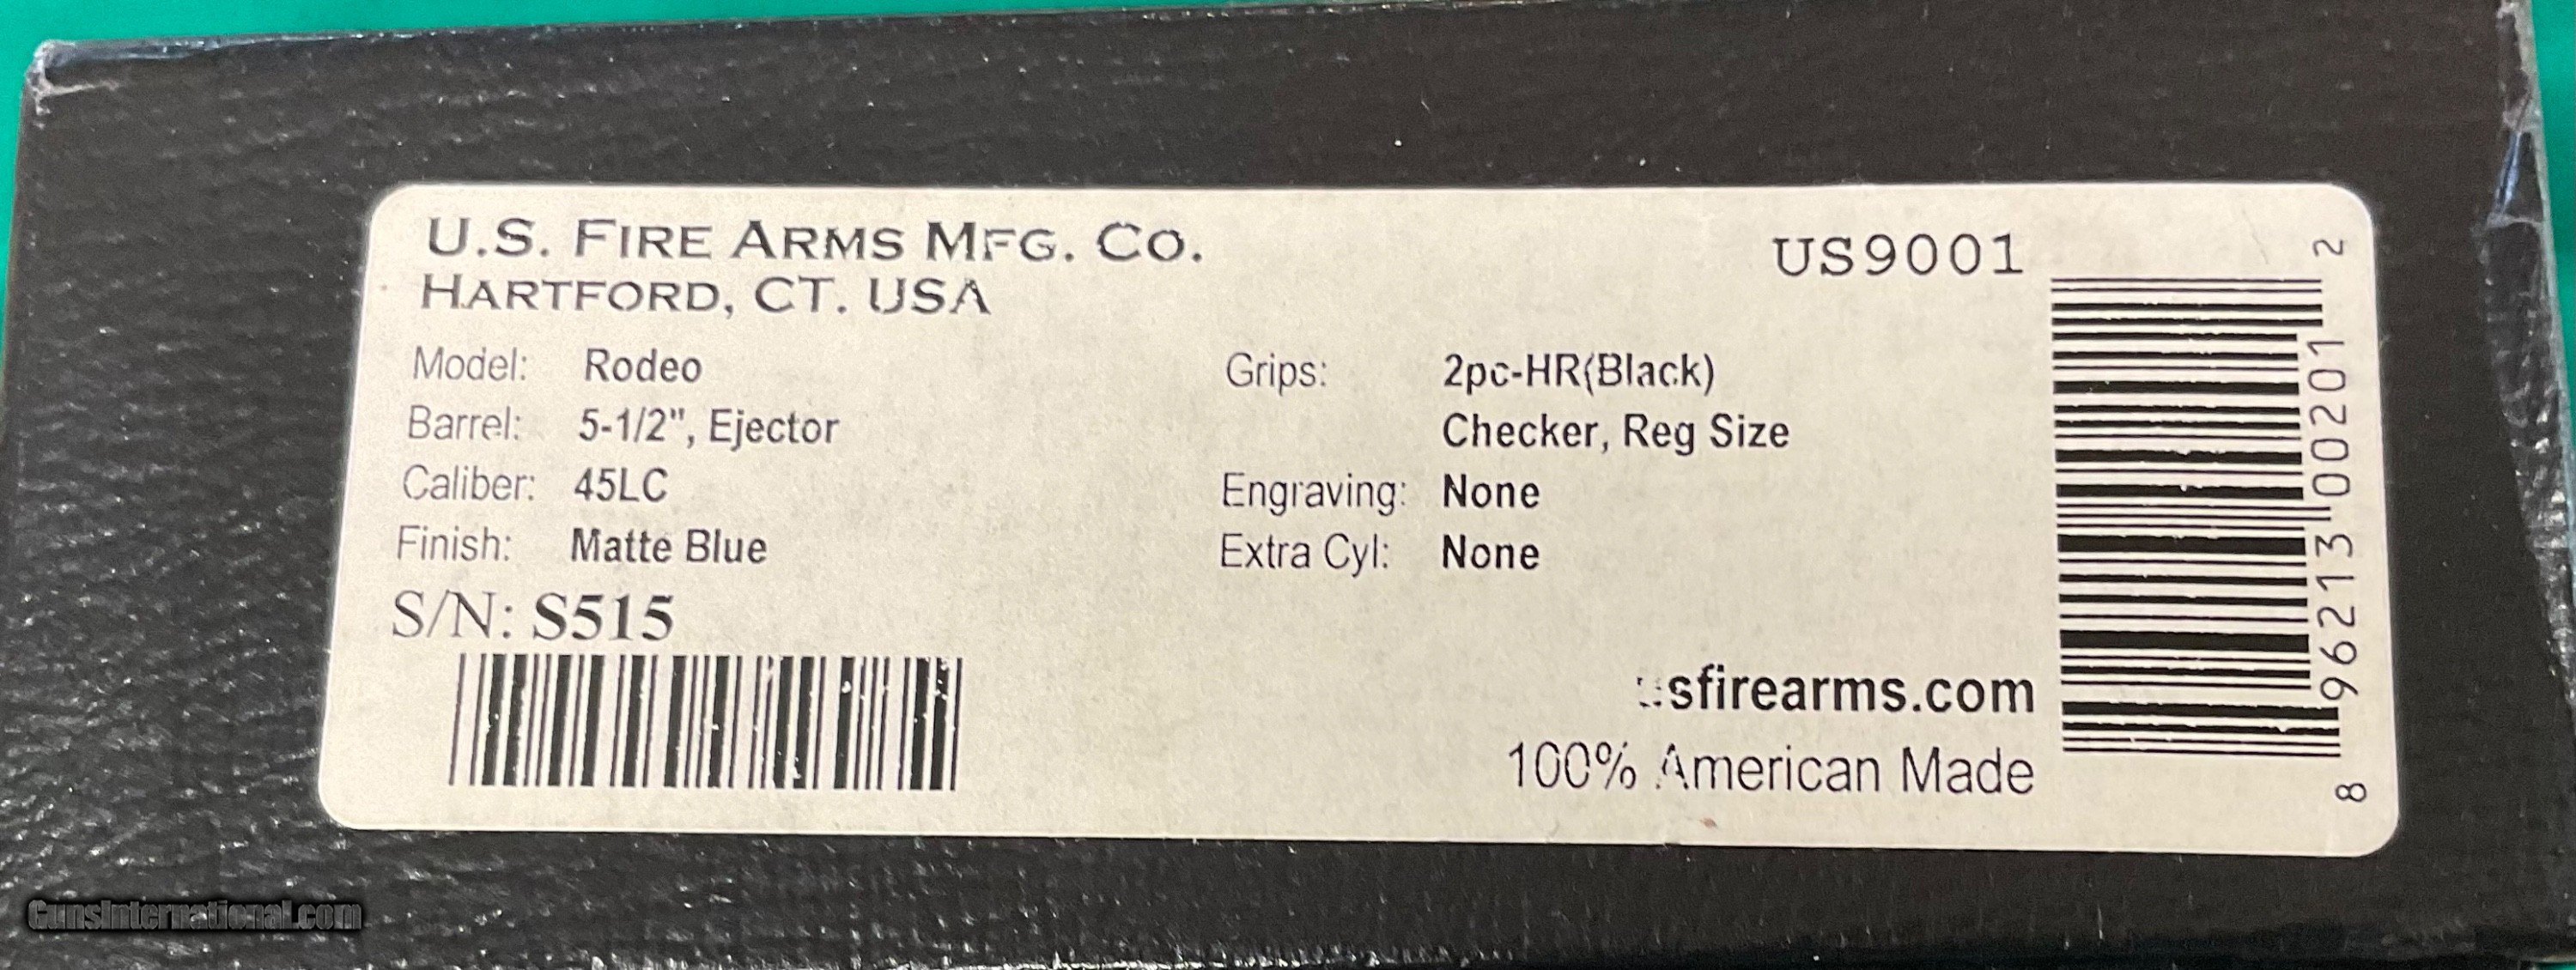 U.S. FIRE ARMS MFG. CO.
HARTFORD, CT. USA
US9001
Model: Rodeo
Barrel: 5-1/2", Ejector
Caliber: 45LC
Finish: Matte Blue
S/N: S515
Grips: 2pc-HR(Black)
Checker, Reg Size
Engraving: None
Extra Cyl: None
usfirearms.com
100% American Made
8 96213 00201 2
GunsInternational.com